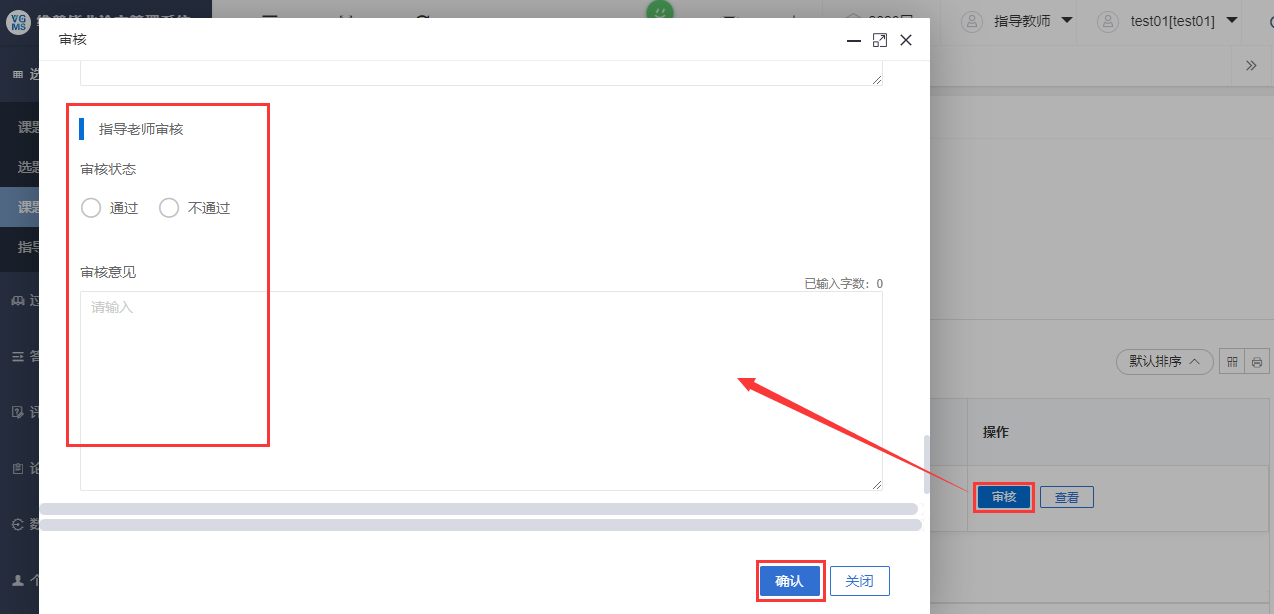 VG
MS
指导教师
test01[test01]
审核
指导老师审核
审核状态
通过
不通过
审核意见
已输入字数: 0
请输入
默认排序
操作
审核
查看
确认
关闭